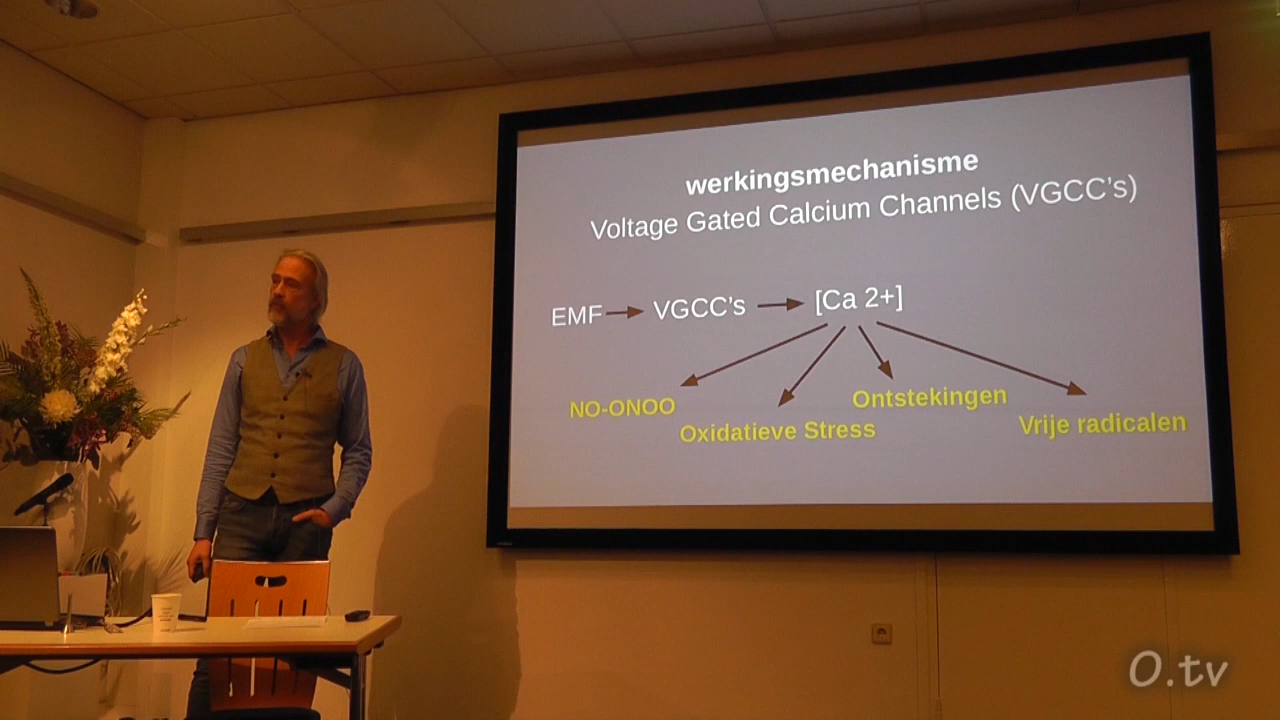 werkingsmechanisme
Voltage Gated Calcium Channels (VGCC's)
EMF VGCC's [Ca 2+]
NO-ONOO
Oxidatieve Stress
Ontstekingen
Vrije radicalen
O.tv